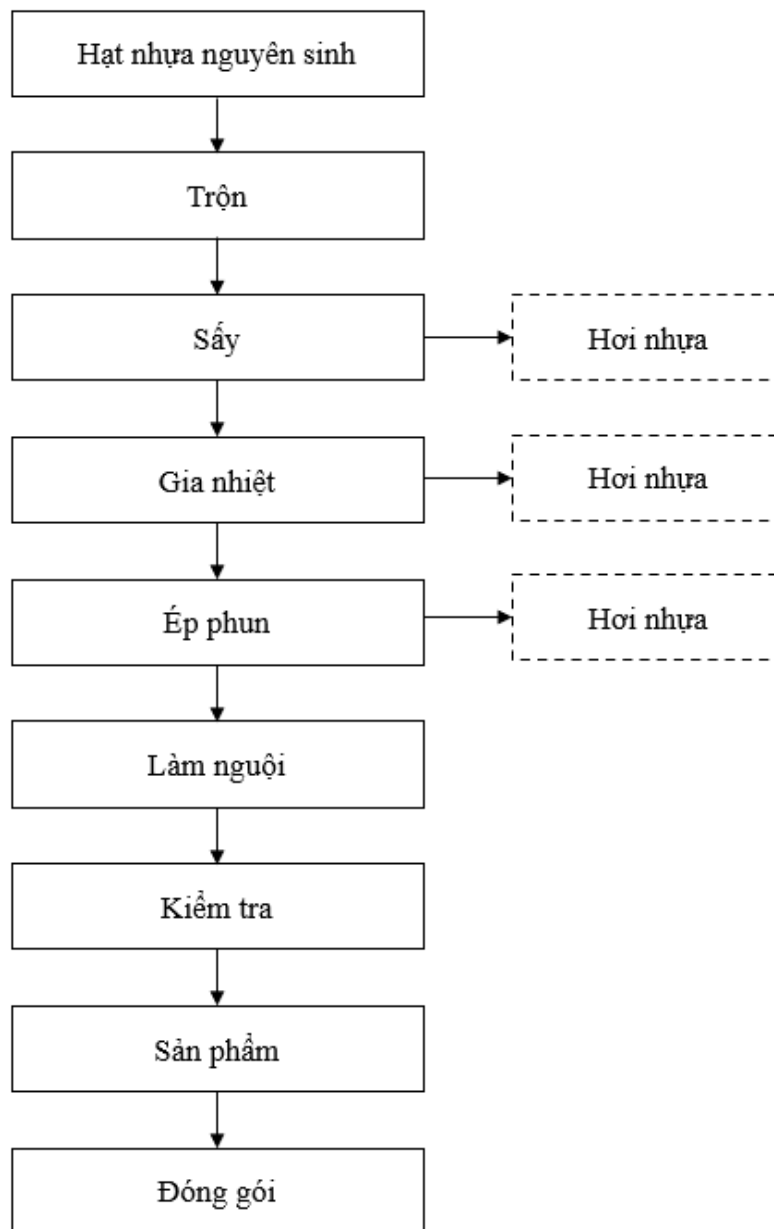 Hạt nhựa nguyên sinh
Trộn
Sấy
Hơi nhựa
Gia nhiệt
Hơi nhựa
Ép phun
Hơi nhựa
Làm nguội
Kiểm tra
Sản phẩm
Đóng gói